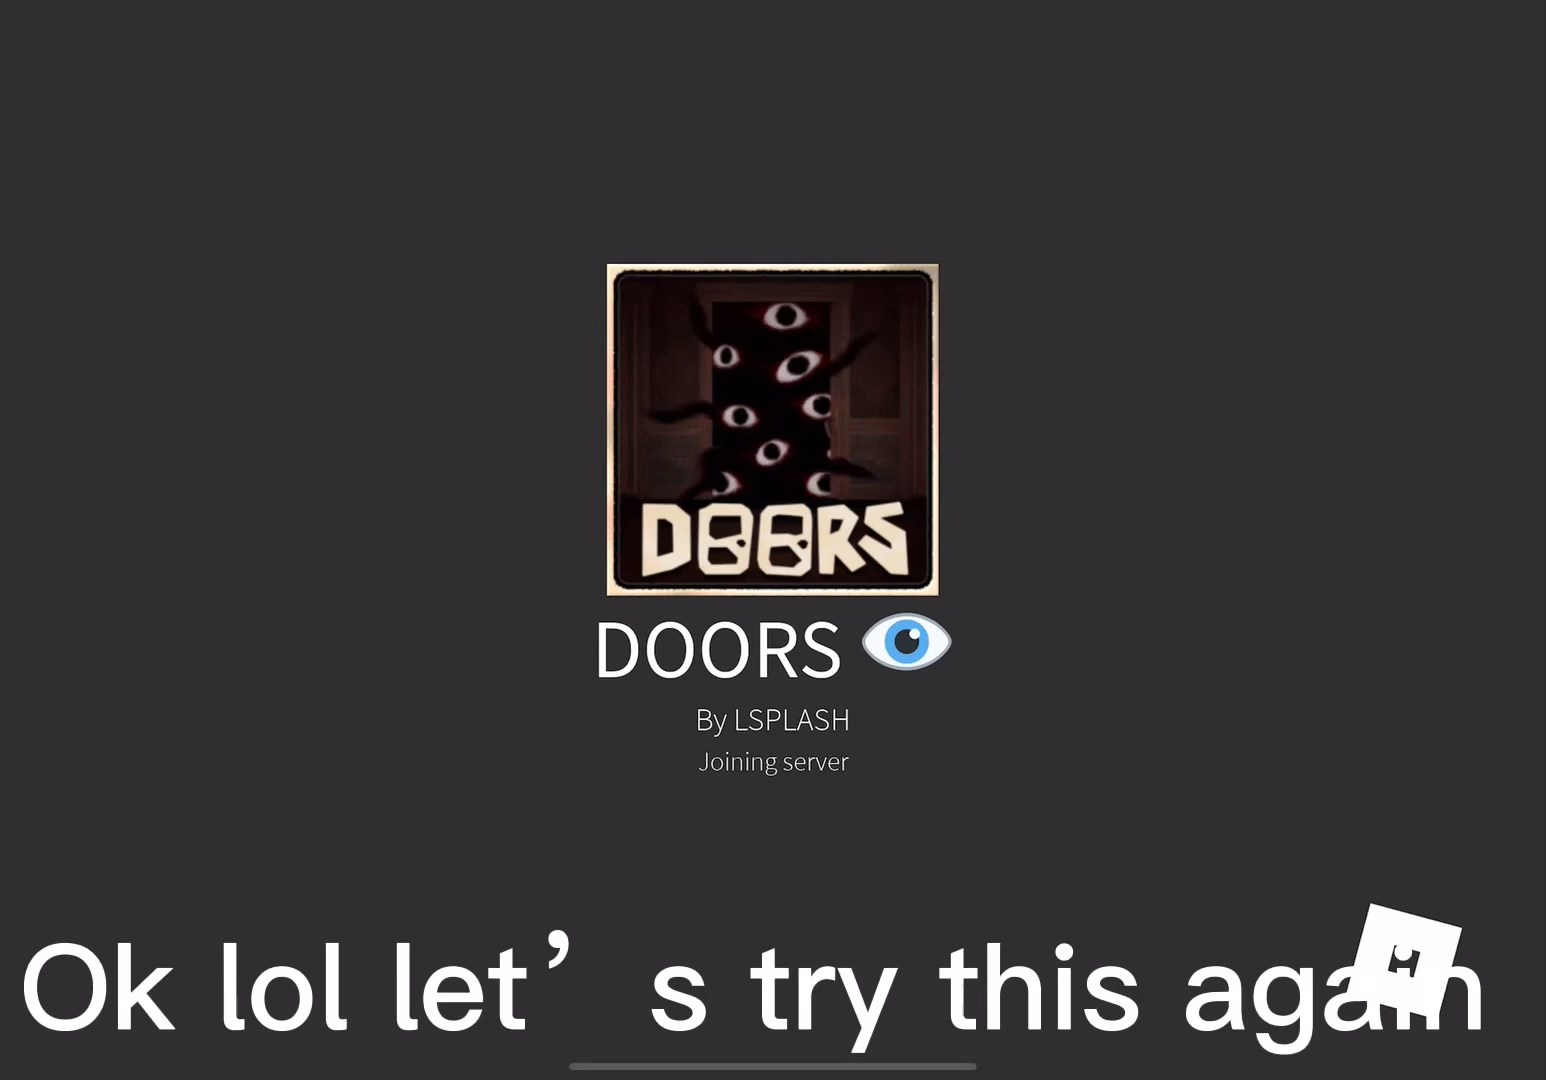 DOORS
DOORS 👁️
By LSPLASH
Joining server
Ok lol let’s try this again